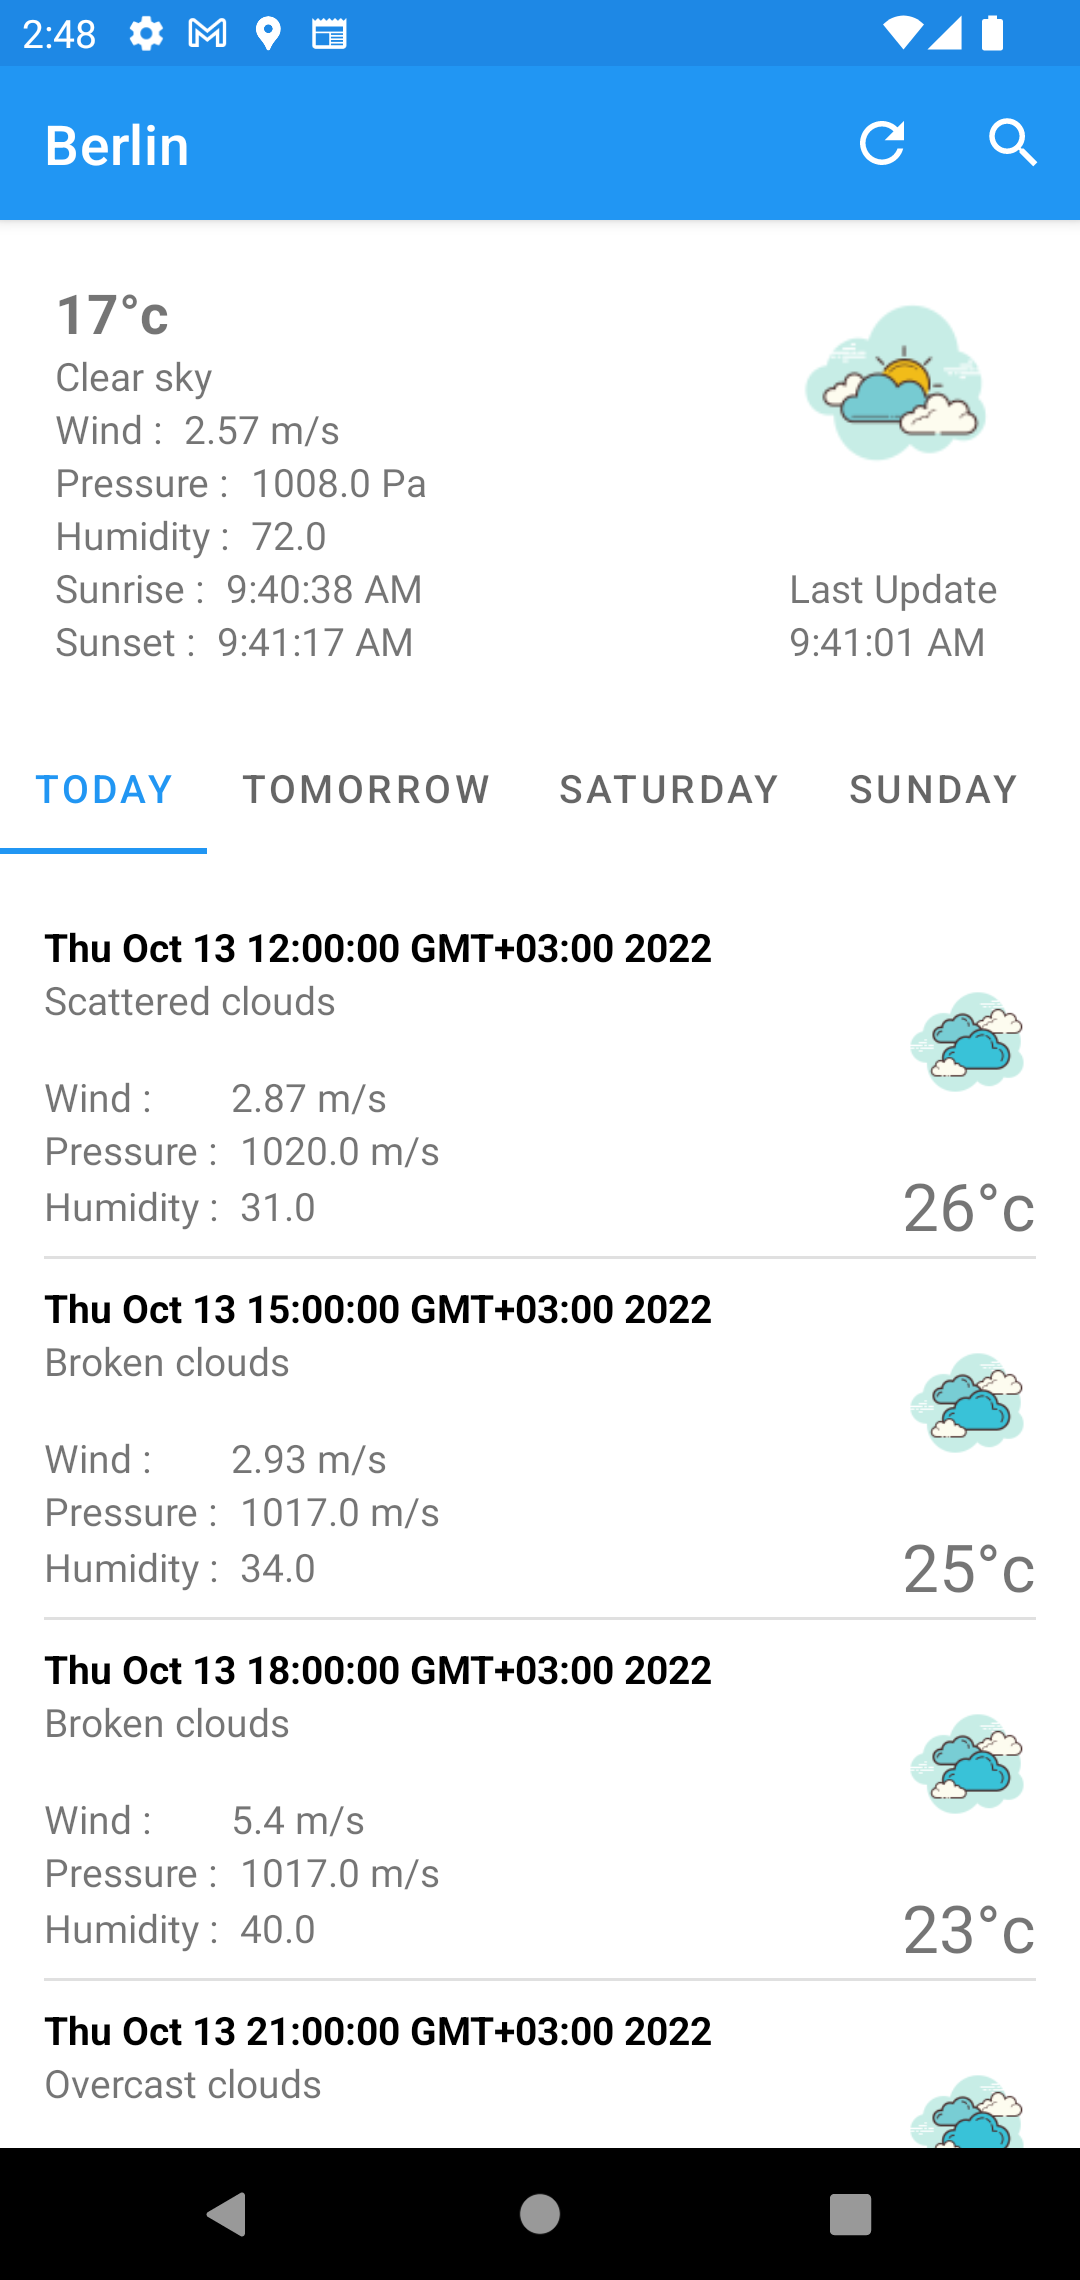 2:48
Berlin
17°c
Clear sky
Wind : 2.57 m/s
Pressure : 1008.0 Pa
Humidity : 72.0
Sunrise : 9:40:38 AM
Last Update
Sunset : 9:41:17 AM
9:41:01 AM
TODAY TOMORROW SATURDAY SUNDAY
Thu Oct 13 12:00:00 GMT+03:00 2022
Scattered clouds
Wind : 2.87 m/s
Pressure : 1020.0 m/s
Humidity : 31.0
26°c
Thu Oct 13 15:00:00 GMT+03:00 2022
Broken clouds
Wind : 2.93 m/s
Pressure : 1017.0 m/s
Humidity : 34.0
25°c
Thu Oct 13 18:00:00 GMT+03:00 2022
Broken clouds
Wind : 5.4 m/s
Pressure : 1017.0 m/s
Humidity : 40.0
23°c
Thu Oct 13 21:00:00 GMT+03:00 2022
Overcast clouds